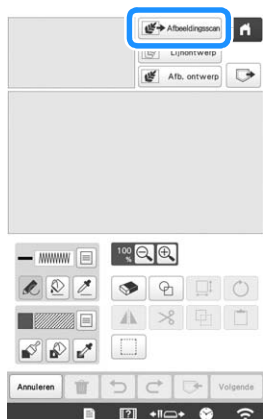 Afbeeldingsscan
Lijnontwerp
Afb. ontwerp
100
%
Annuleren
Volgende